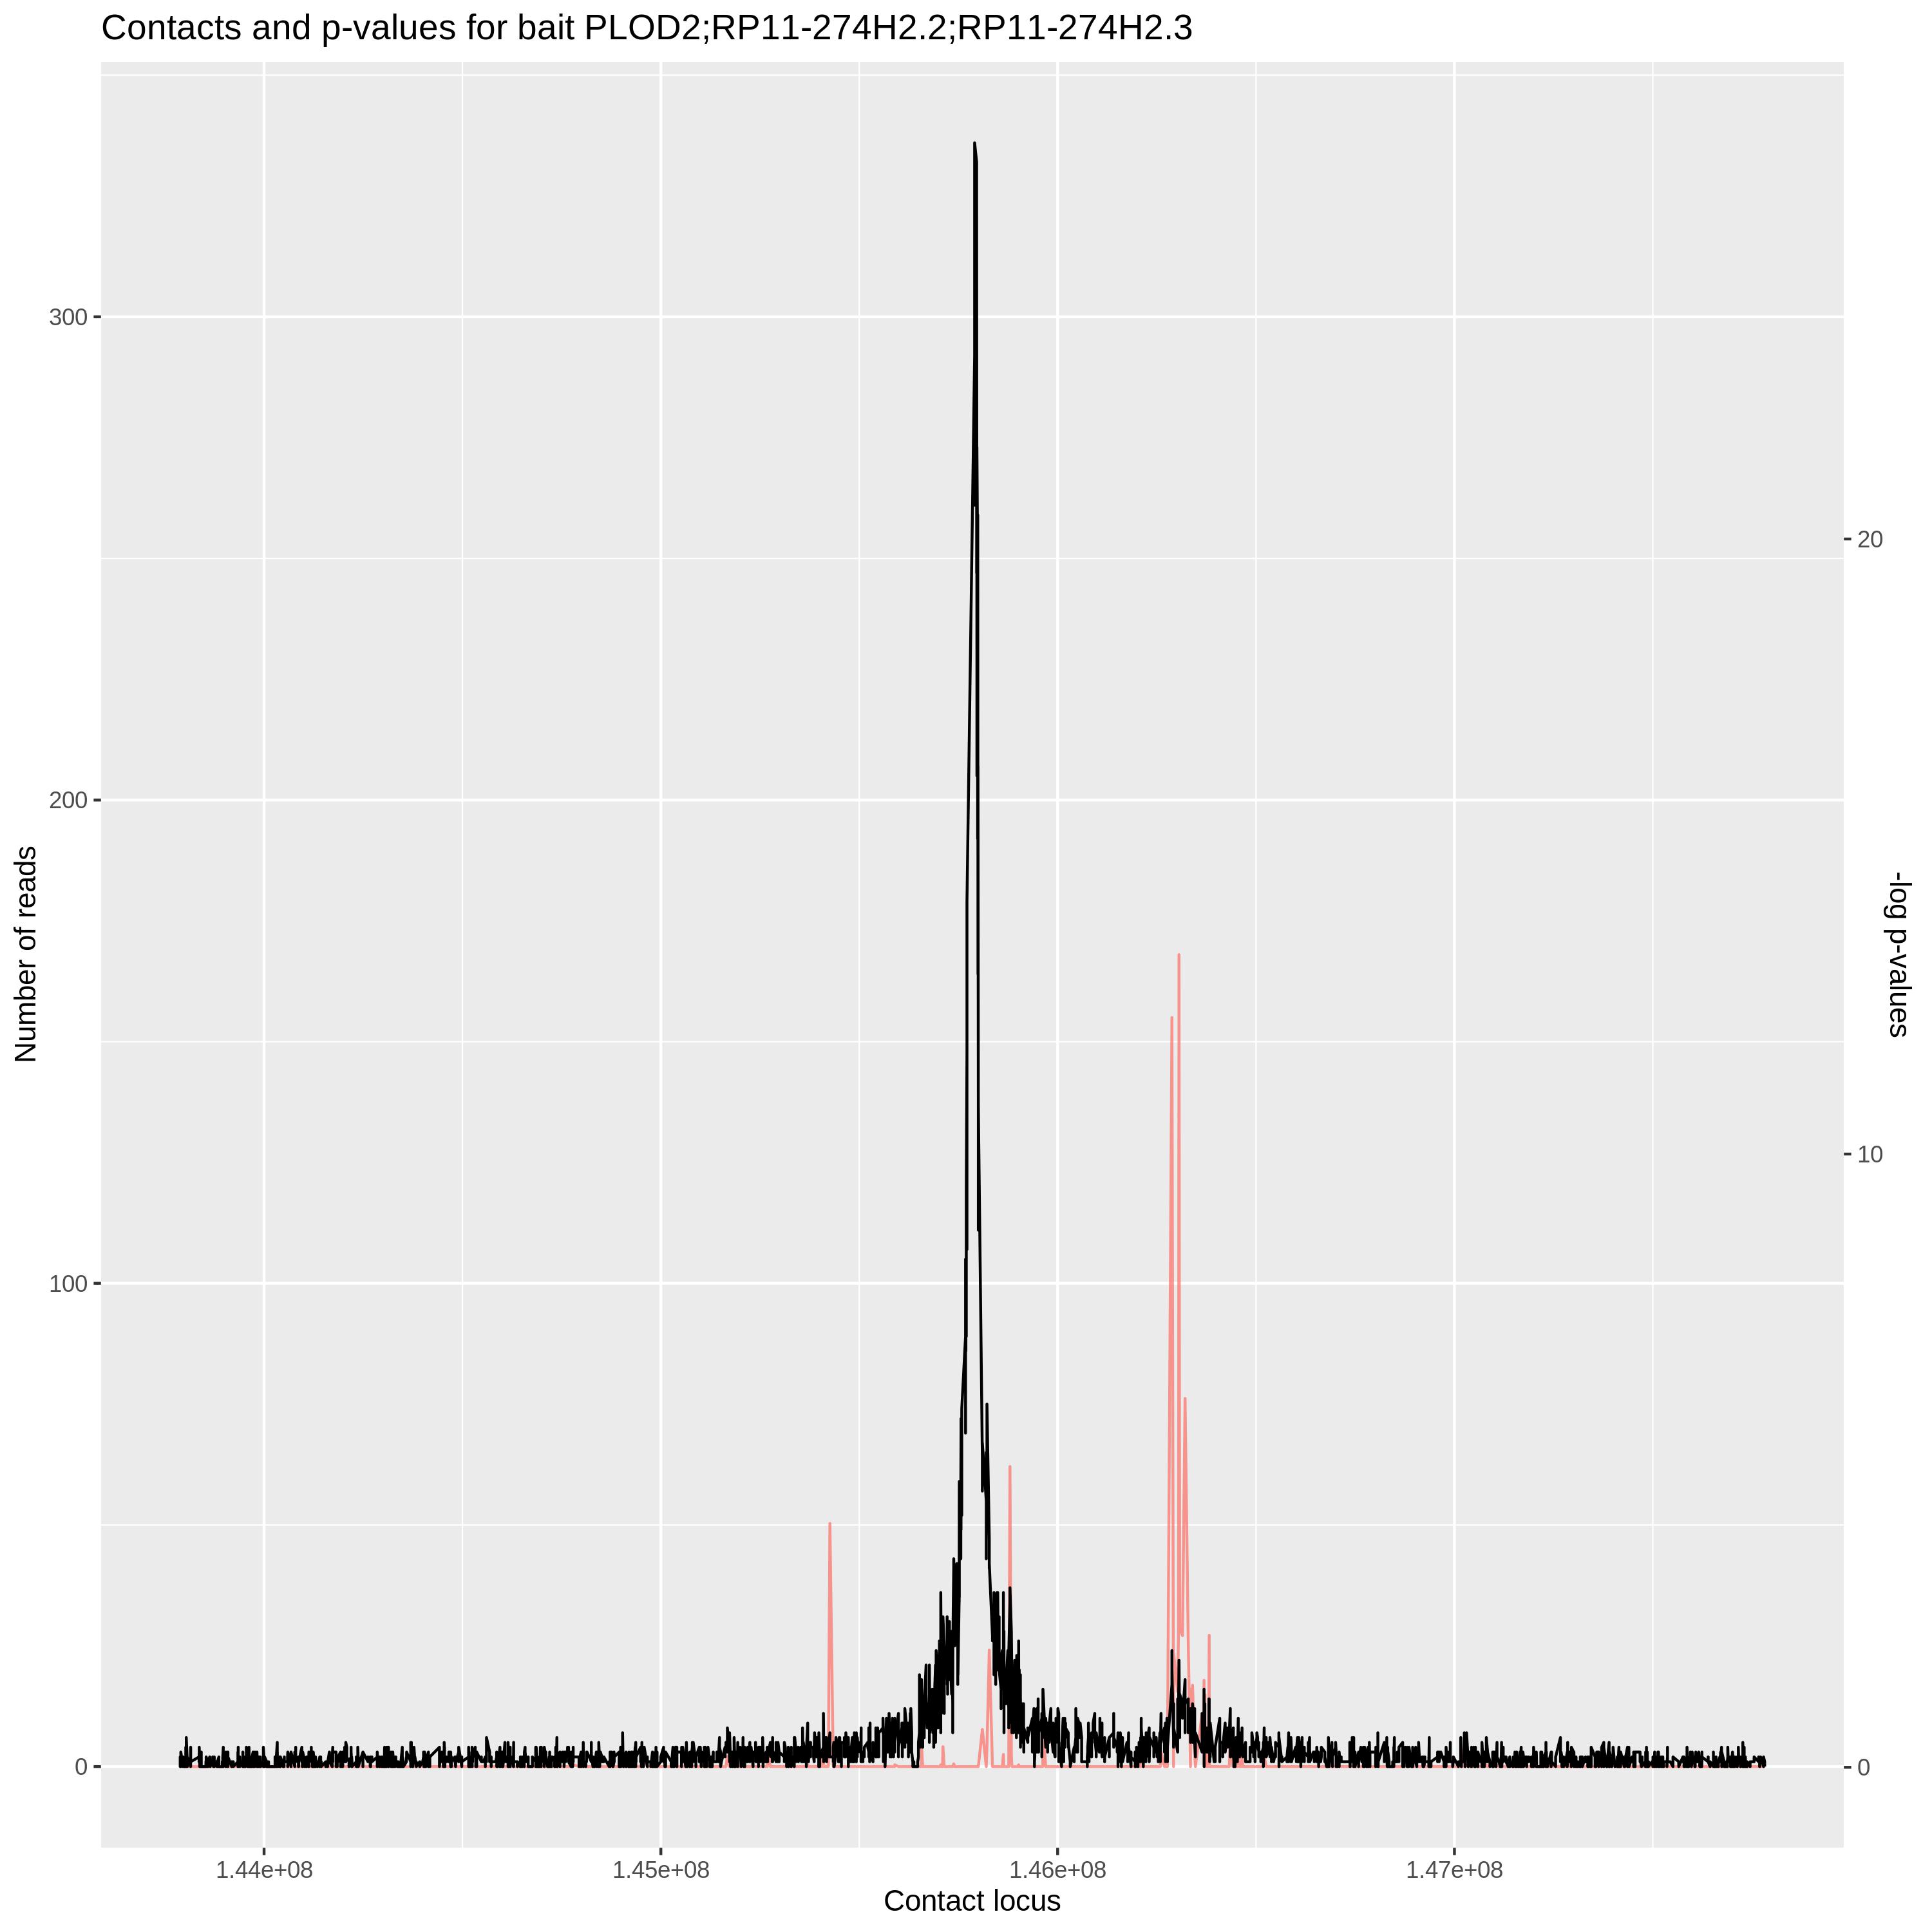 Contacts and p-values for bait PLOD2;RP11-274H2.2;RP11-274H2.3
Number of reads
300
200
100
0
20
10
0
-log p-values
1.44e+08 1.45e+08 1.46e+08 1.47e+08
Contact locus